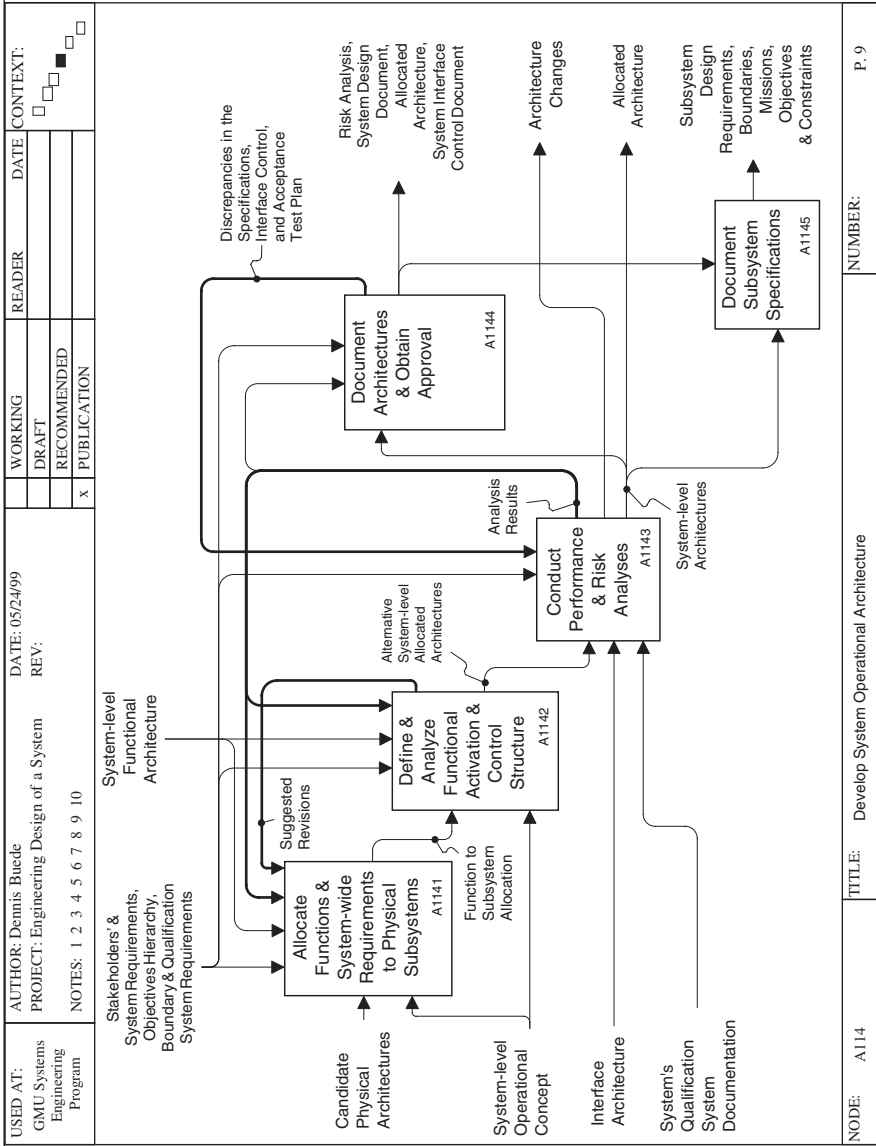 USED AT:
GMU Systems
Engineering
Program
AUTHOR: Dennis Buede
PROJECT: Engineering Design of a System
NOTES: 1 2 3 4 5 6 7 8 9 10
DATE: 05/24/99
REV:
WORKING
DRAFT
RECOMMENDED
x PUBLICATION
READER
DATE
CONTEXT:
Stakeholders' &
System Requirements,
Objectives Hierarchy,
Boundary & Qualification
System Requirements
System-level
Functional
Architecture
Candidate
Physical
Architectures
System-level
Operational
Concept
Interface
Architecture
System's
Qualification
System
Documentation
Allocate
Functions &
System-wide
Requirements
to Physical
Subsystems
A1141
Suggested
Revisions
Function to
Subsystem
Allocation
Define &
Analyze
Functional
Activation &
Control
Structure
A1142
Alternative
System-level
Allocated
Architectures
Conduct
Performance
& Risk
Analyses
A1143
Analysis
Results
System-level
Architectures
Document
Architectures
& Obtain
Approval
A1144
Discrepancies in the
Specifications,
Interface Control,
and Acceptance
Test Plan
Document
Subsystem
Specifications
A1145
Risk Analysis,
System Design
Document,
Allocated
Architecture,
System Interface
Control Document
Architecture
Changes
Allocated
Architecture
Subsystem
Design
Requirements,
Boundaries,
Missions,
Objectives
& Constraints
NODE: A114
TITLE: Develop System Operational Architecture
NUMBER: P. 9